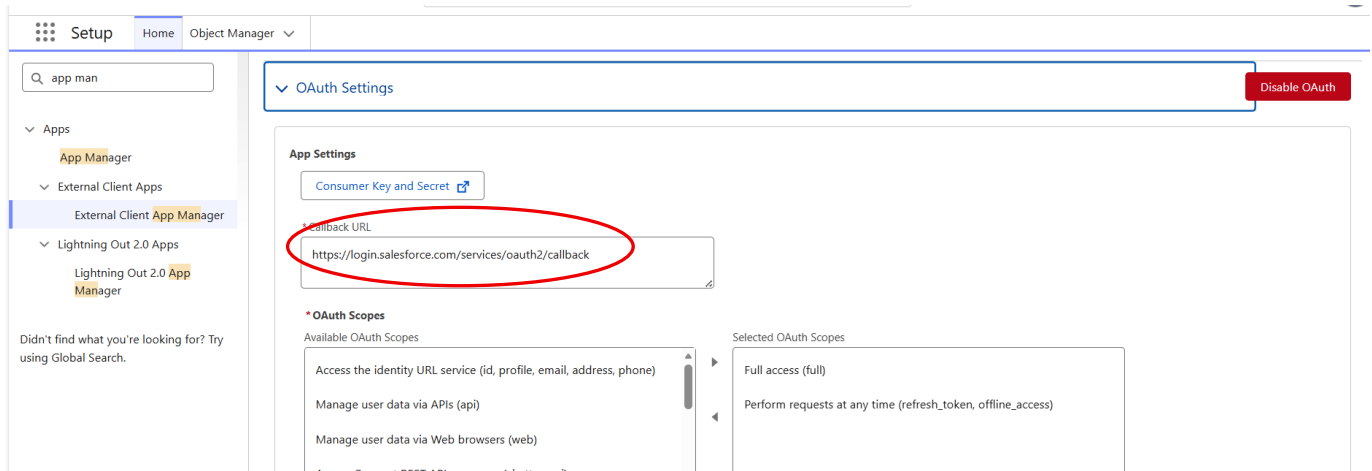 Setup
Home
Object Manager
app man
Apps
App Manager
External Client Apps
External Client App Manager
Lightning Out 2.0 Apps
Lightning Out 2.0 App
Manager
Didn't find what you're looking for? Try
using Global Search.
OAuth Settings
Disable OAuth
App Settings
Consumer Key and Secret
*Callback URL
https://login.salesforce.com/services/oauth2/callback
*OAuth Scopes
Available OAuth Scopes
Access the identity URL service (id, profile, email, address, phone)
Manage user data via APIs (api)
Manage user data via Web browsers (web)
Selected OAuth Scopes
Full access (full)
Perform requests at any time (refresh_token, offline_access)